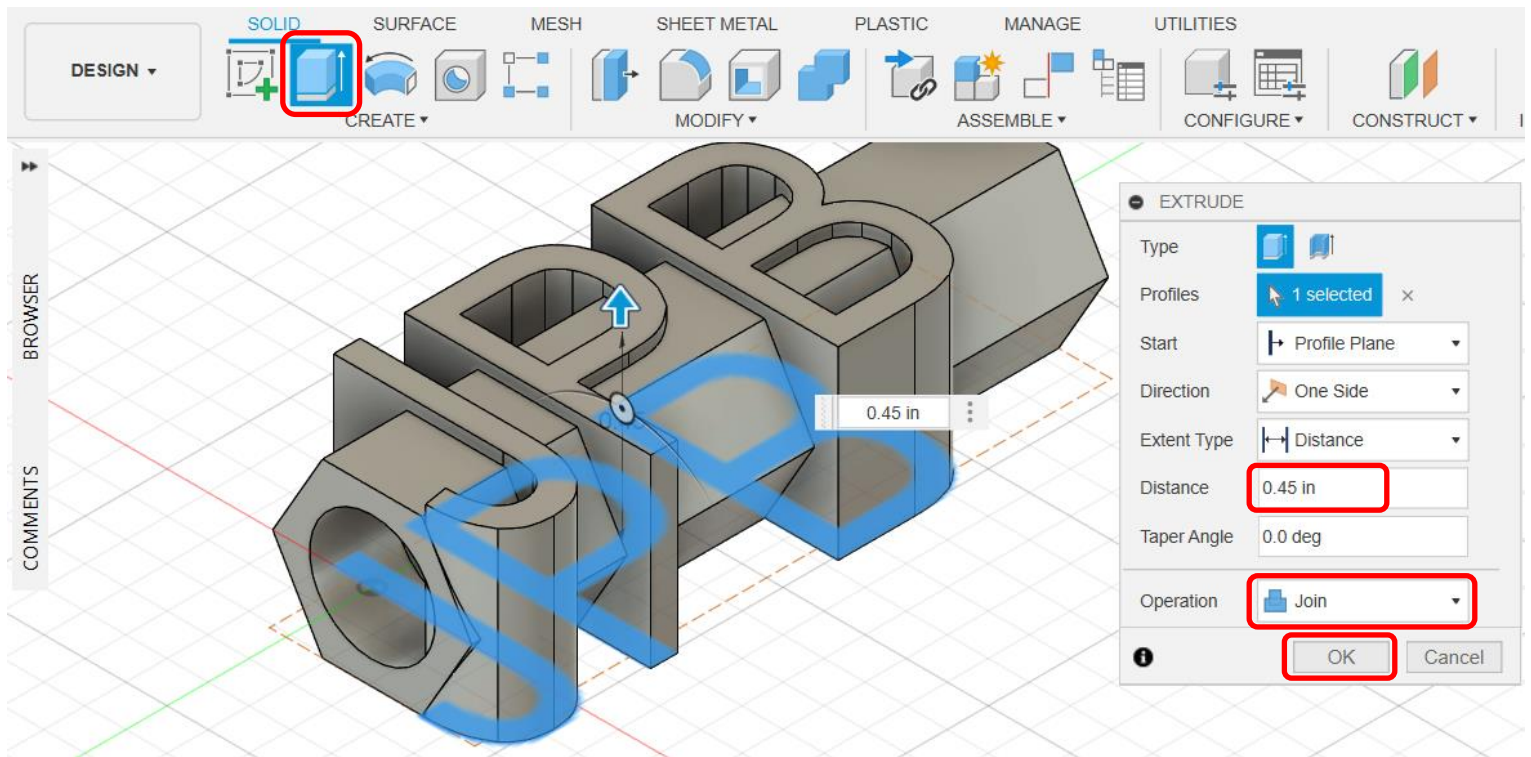 SOLID SURFACE MESH SHEET METAL PLASTIC MANAGE UTILITIES
DESIGN
CREATE MODIFY ASSEMBLE CONFIGURE CONSTRUCT I
BROWSER
COMMENTS
0.45 in
EXTRUDE
Type
Profiles 1 selected
Start Profile Plane
Direction One Side
Extent Type Distance
Distance 0.45 in
Taper Angle 0.0 deg
Operation Join
OK Cancel